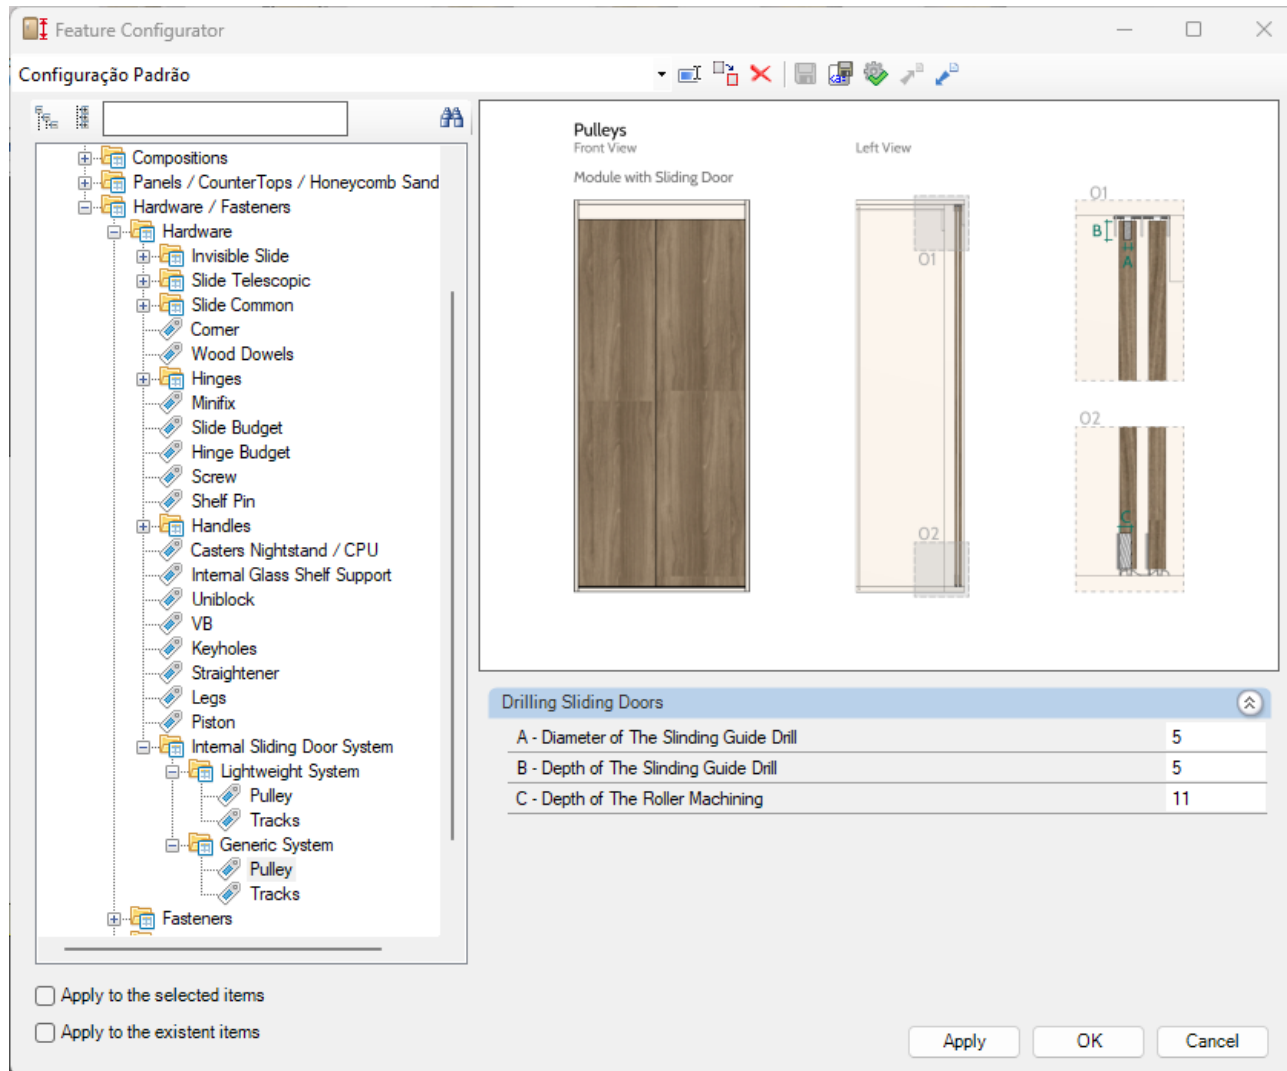 Feature Configurator
Configuração Padrão
Compositions
Panels / CounterTops / Honeycomb Sand
Hardware / Fasteners
Hardware
Invisible Slide
Slide Telescopic
Slide Common
Corner
Wood Dowels
Hinges
Minifix
Slide Budget
Hinge Budget
Screw
Shelf Pin
Handles
Casters Nightstand / CPU
Internal Glass Shelf Support
Uniblock
VB
Keyholes
Straightener
Legs
Piston
Internal Sliding Door System
Lightweight System
Pulley
Tracks
Generic System
Pulley
Tracks
Fasteners
Apply to the selected items
Apply to the existent items
Pulleys
Front View
Left View
Module with Sliding Door
01
02
01
B
A
02
C
Drilling Sliding Doors
A - Diameter of The Slinding Guide Drill 5
B - Depth of The Slinding Guide Drill 5
C - Depth of The Roller Machining 11
Apply
OK
Cancel